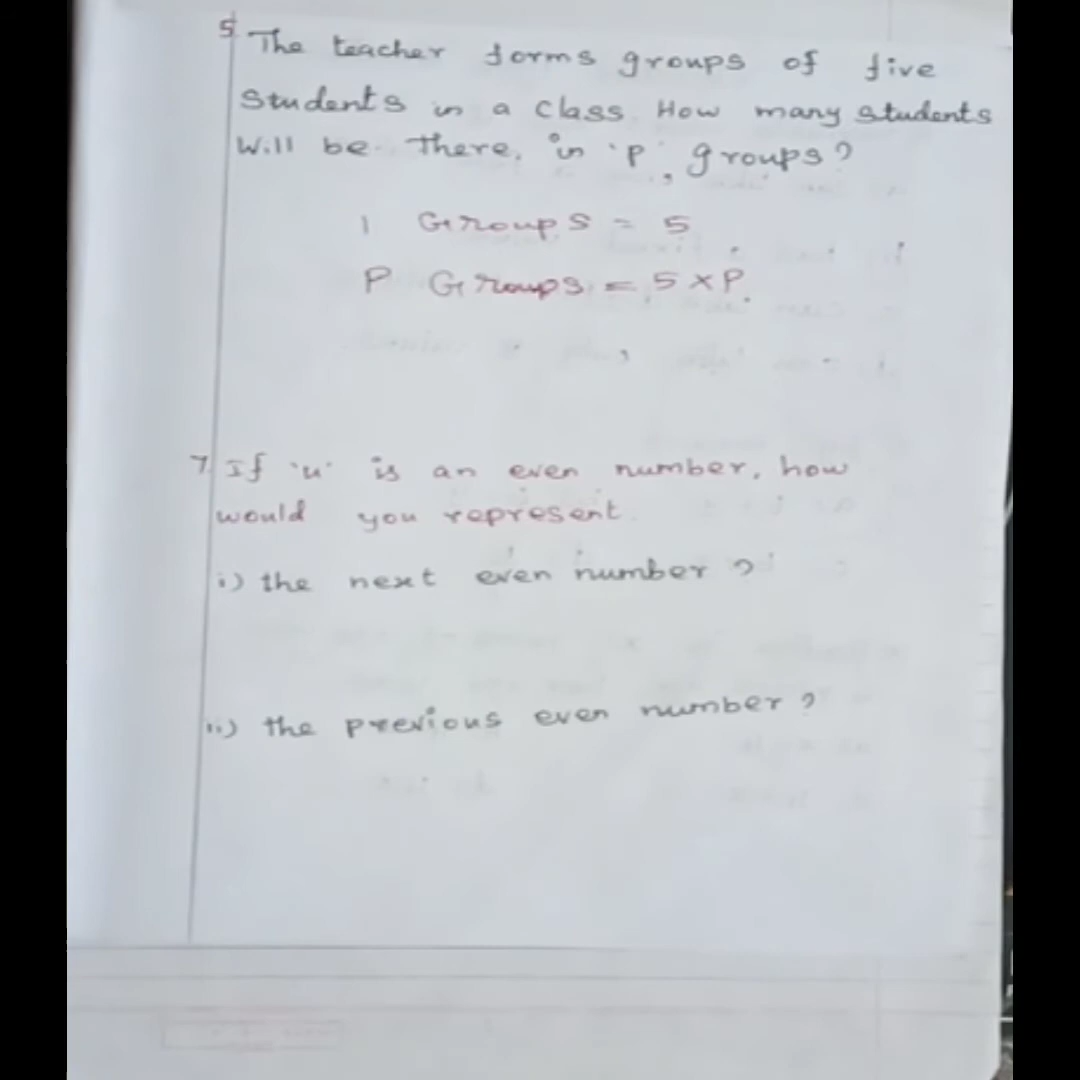 5 The teacher forms groups of five
students in a class. How many students
will be there, in 'p' groups?
1 Groups = 5
P Groups = 5 × P.
7. If 'u' is an even number, how
would you represent
i) the next even number?
ii) the previous even number?